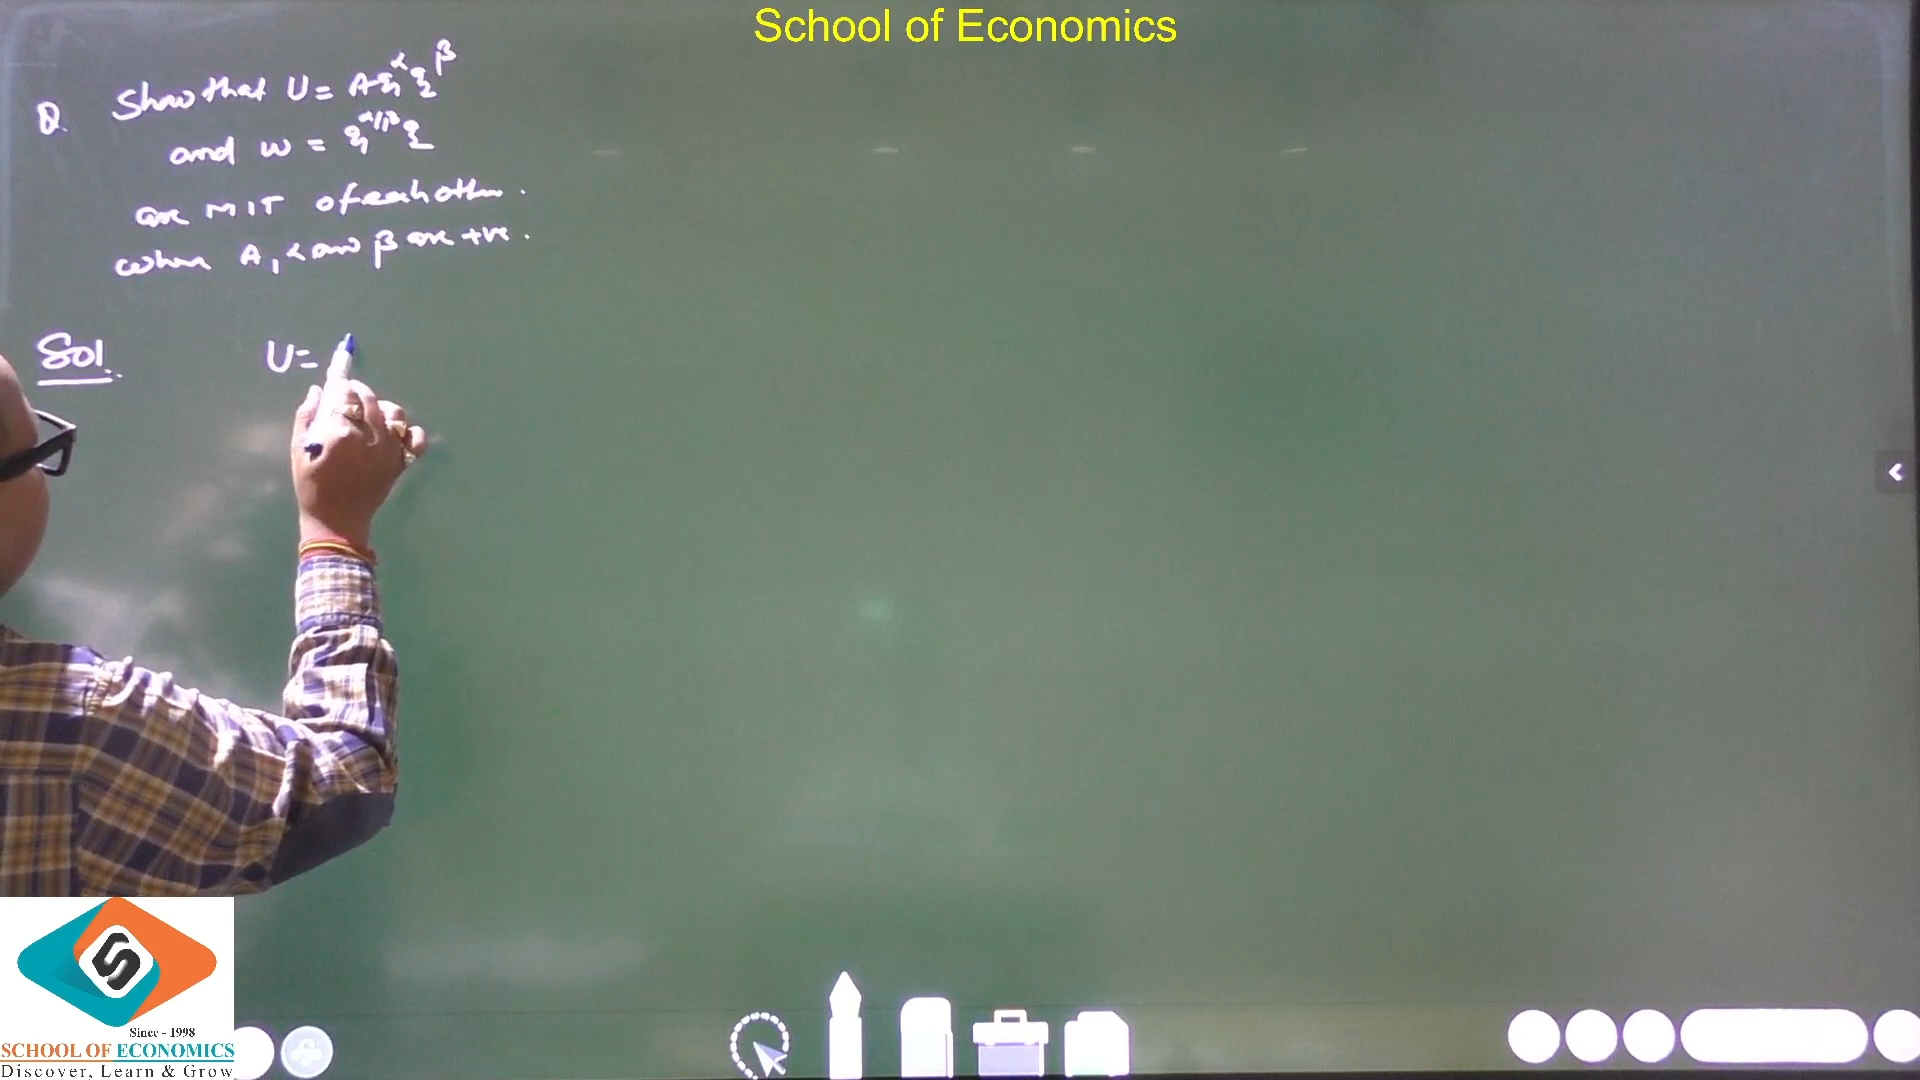 School of Economics
Q. Show that U = A q₁^α q₂^β
and w = q₁^α/β q₂
are MIT of each other.
when A, α and β are +ve.
Sol.
U =
S
Since - 1998
SCHOOL OF ECONOMICS
Discover, Learn & Grow